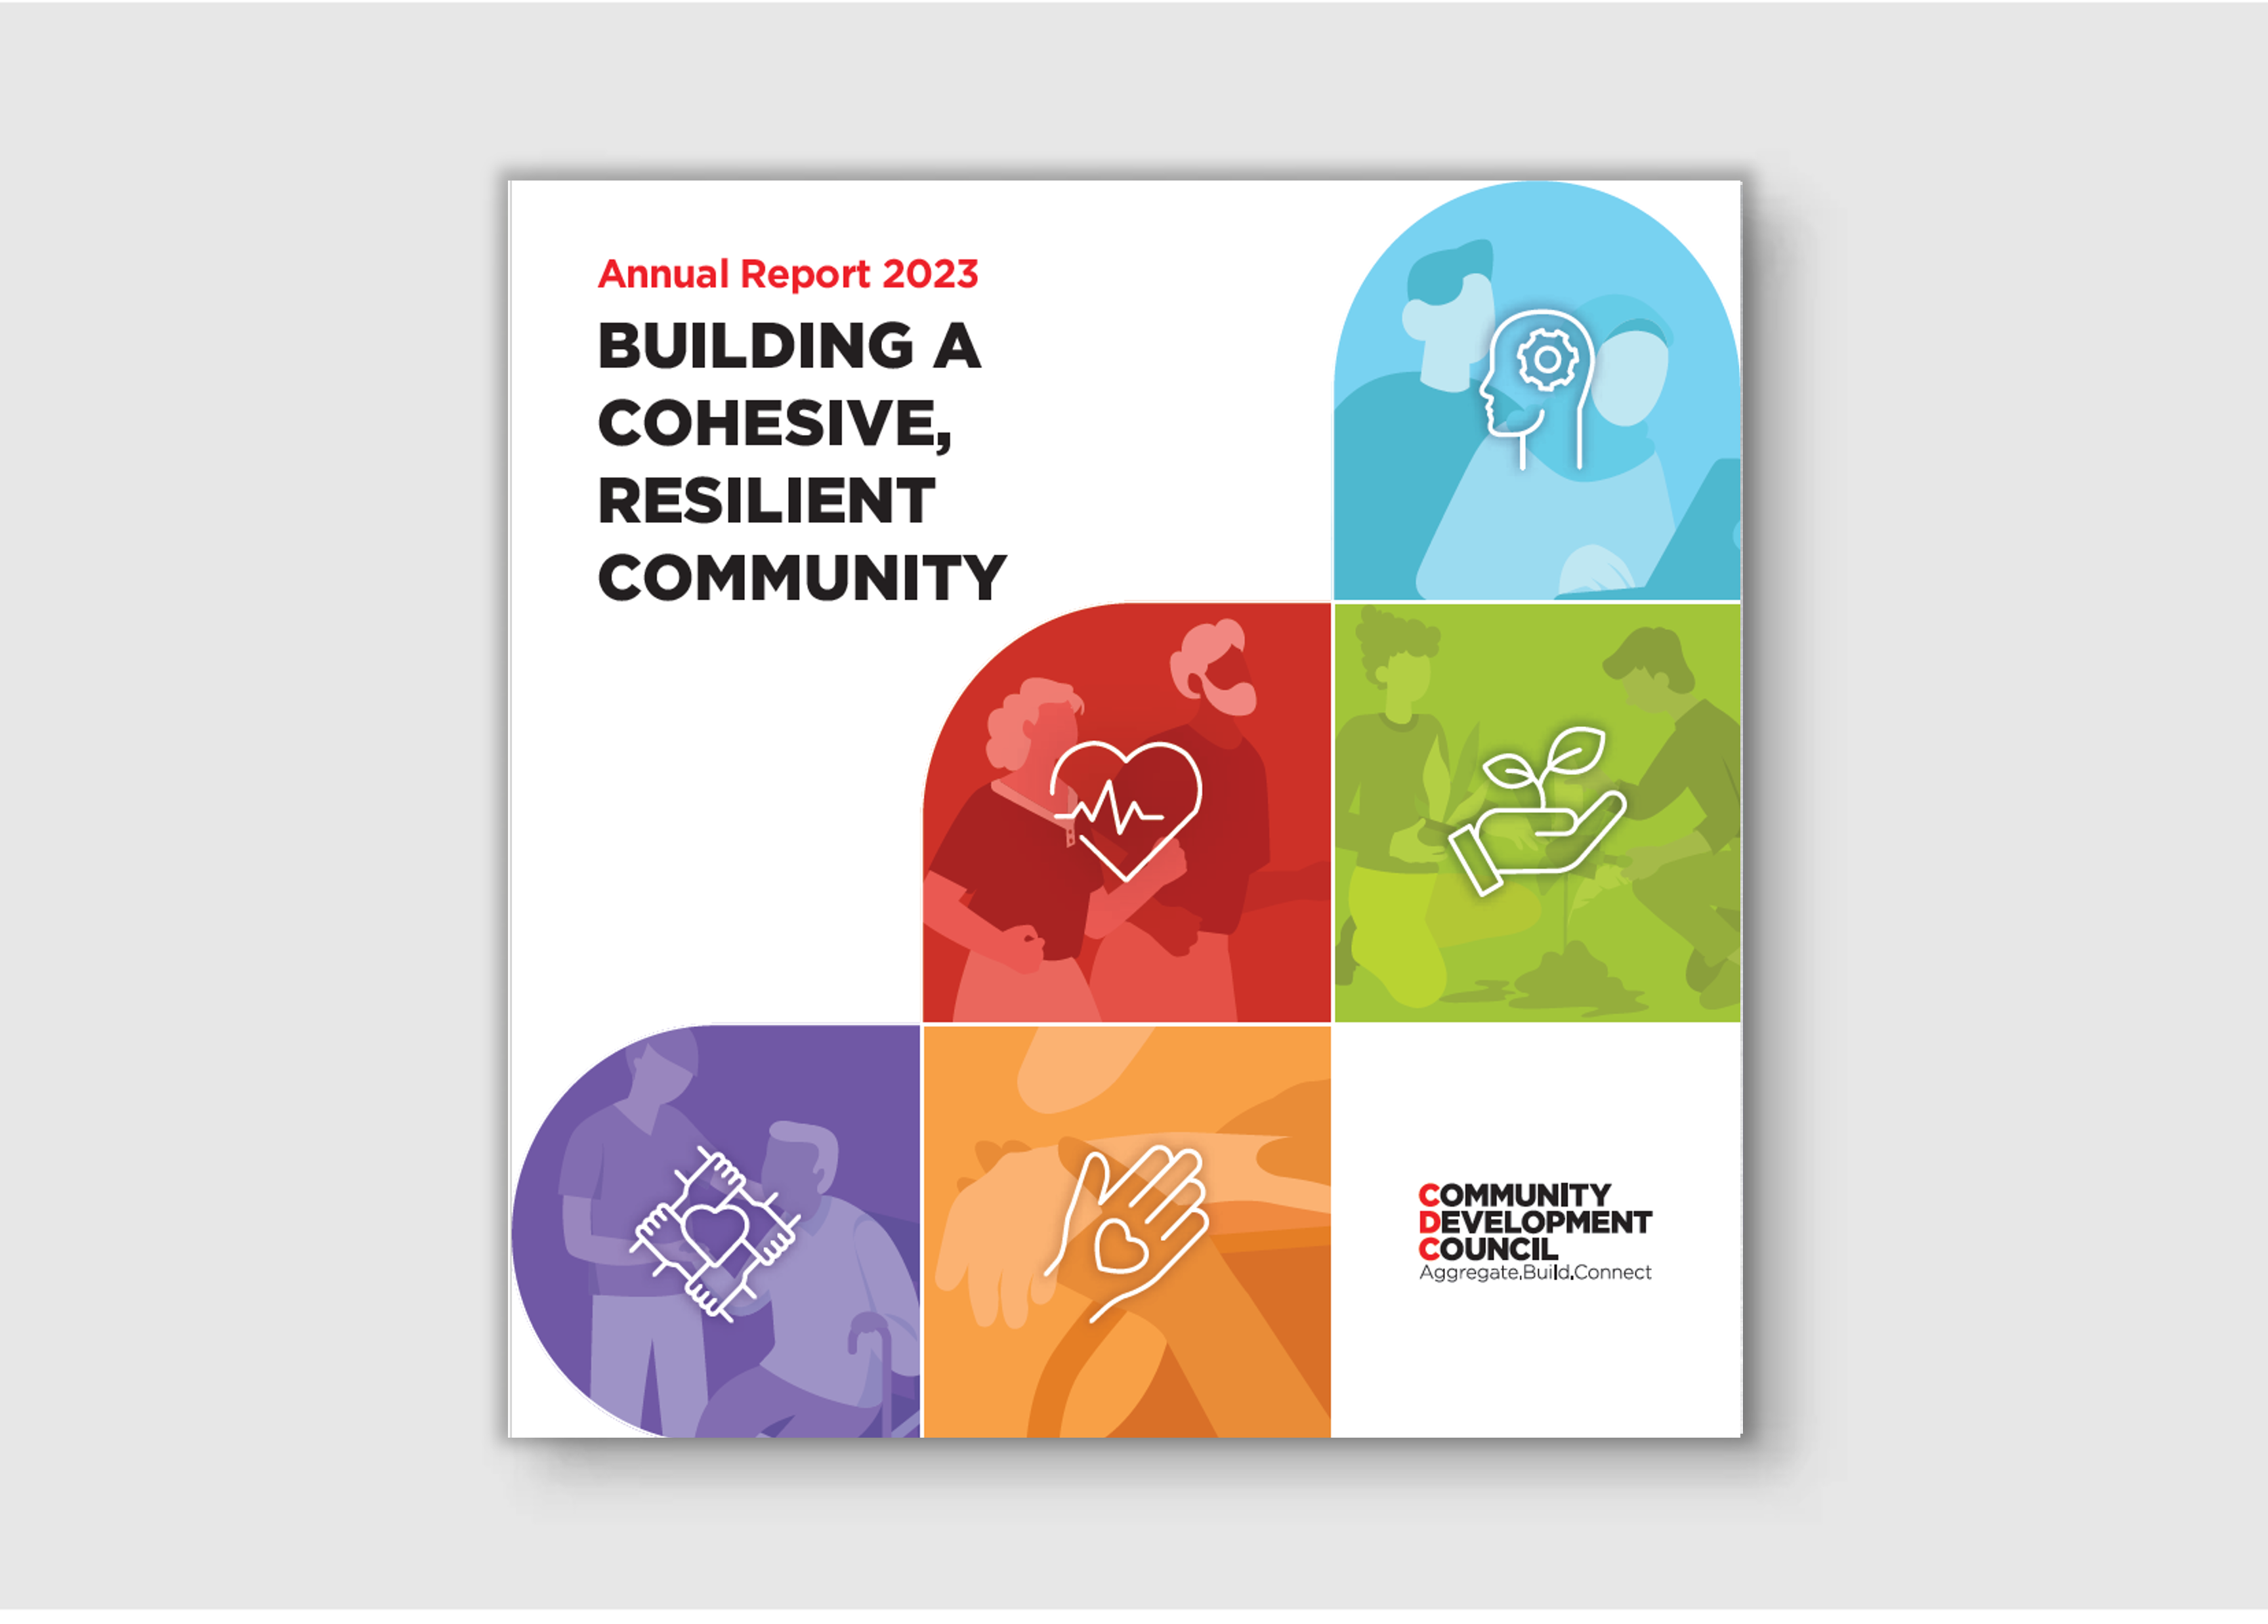 Annual Report 2023
BUILDING A
COHESIVE,
RESILIENT
COMMUNITY
COMMUNITY
DEVELOPMENT
COUNCIL
Aggregate.Build.Connect